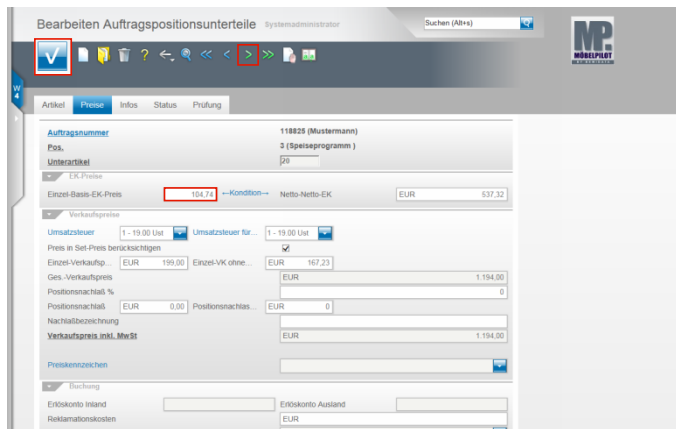 Bearbeiten Auftragspositionsunterteile Systemadministrator Suchen (Alt+s)
MP
MÖBELPILOT
W
4
Artikel Preise Infos Status Prüfung
Auftragsnummer 118825 (Mustermann)
Pos. 3 (Speiseprogramm )
Unterartikel 20
EK-Preise
Einzel-Basis-EK-Preis 104,74 ←Kondition→ Netto-Netto-EK EUR 537,32
Verkaufspreise
Umsatzsteuer 1 - 19.00 Ust Umsatzsteuer für... 1 - 19.00 Ust
Preis in Set-Preis berücksichtigen
Einzel-Verkaufsp... EUR 199,00 Einzel-VK ohne... EUR 167,23
Ges.-Verkaufspreis EUR 1.194,00
Positionsnachlaß % 0
Positionsnachlaß EUR 0,00 Positionsnachlas... EUR 0
Nachlaßbezeichnung
Verkaufspreis inkl. MwSt EUR 1.194,00
Preiskennzeichen
Buchung
Erlöskonto Inland Erlöskonto Ausland
Reklamationskosten EUR